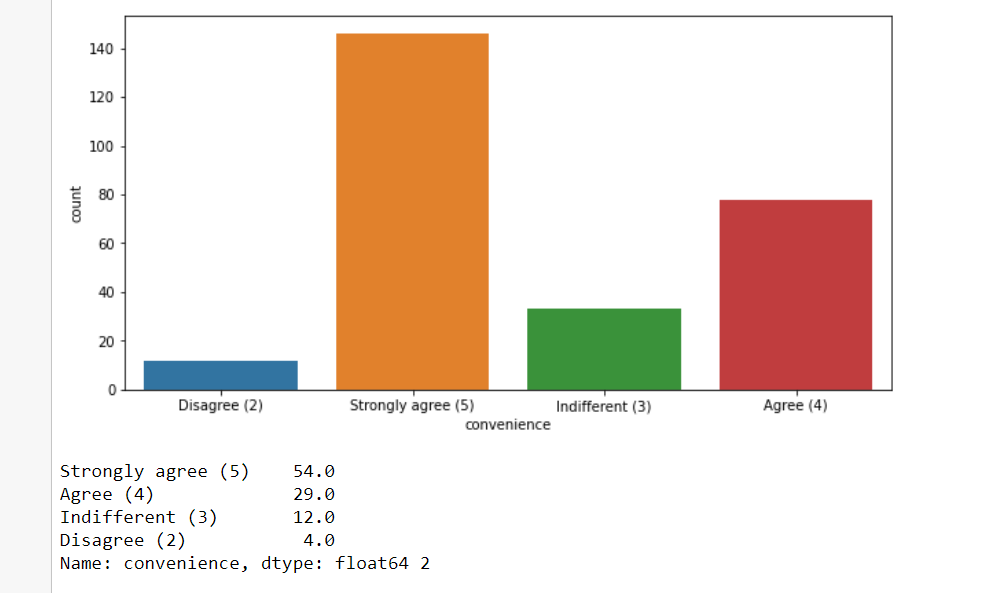 140
120
100
80
60
40
20
0
count
Disagree (2) Strongly agree (5) Indifferent (3) Agree (4)
convenience
Strongly agree (5)    54.0
Agree (4)             29.0
Indifferent (3)       12.0
Disagree (2)           4.0
Name: convenience, dtype: float64 2